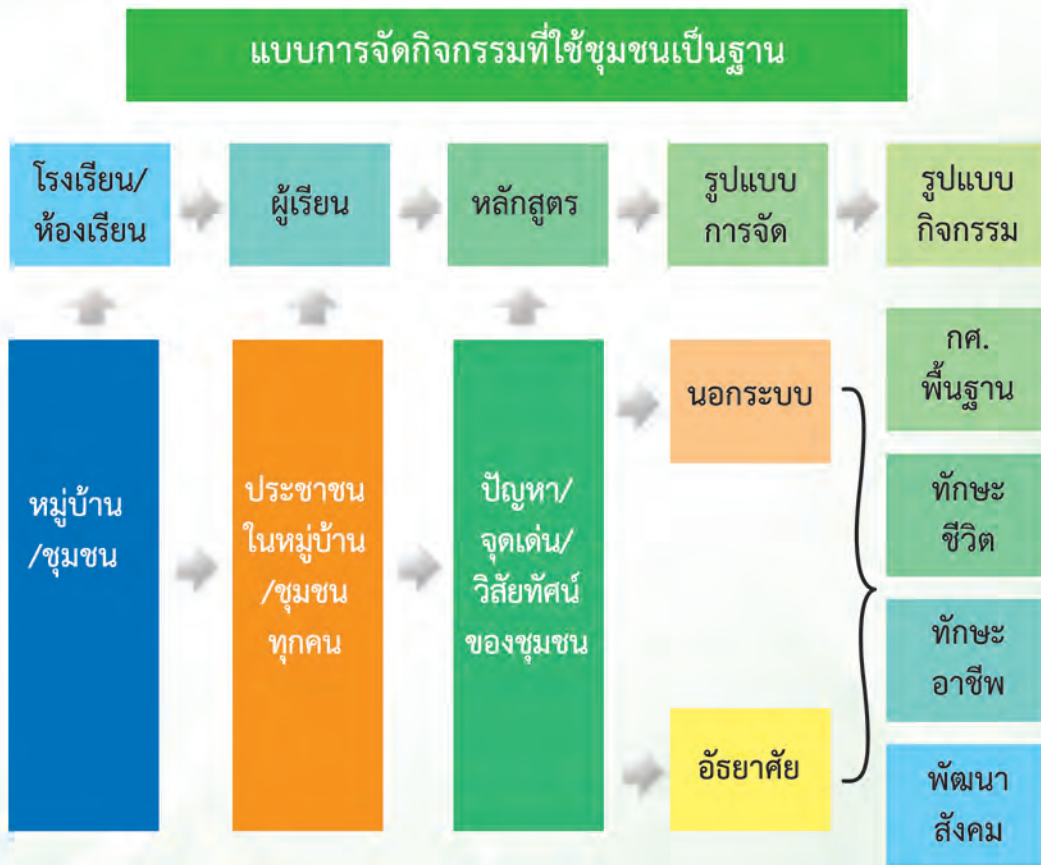 แบบการจัดกิจกรรมที่ใช้ชุมชนเป็นฐาน
โรงเรียน/
ห้องเรียน
ผู้เรียน
หลักสูตร
รูปแบบ
การจัด
รูปแบบ
กิจกรรม
หมู่บ้าน
/ชุมชน
ประชาชน
ในหมู่บ้าน
/ชุมชน
ทุกคน
ปัญหา/
จุดเด่น/
วิสัยทัศน์
ของชุมชน
นอกระบบ
อัธยาศัย
กศ.
พื้นฐาน
ทักษะ
ชีวิต
ทักษะ
อาชีพ
พัฒนา
สังคม